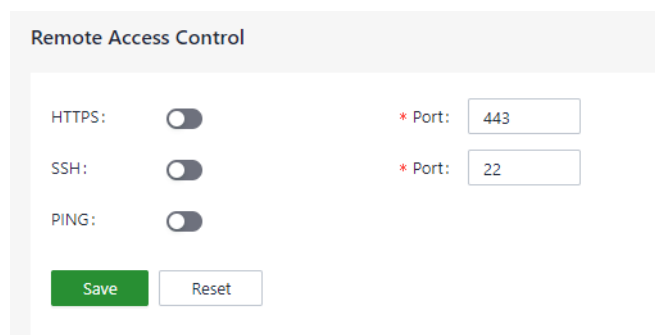 Remote Access Control
HTTPS: * Port: 443
SSH: * Port: 22
PING:
Save Reset